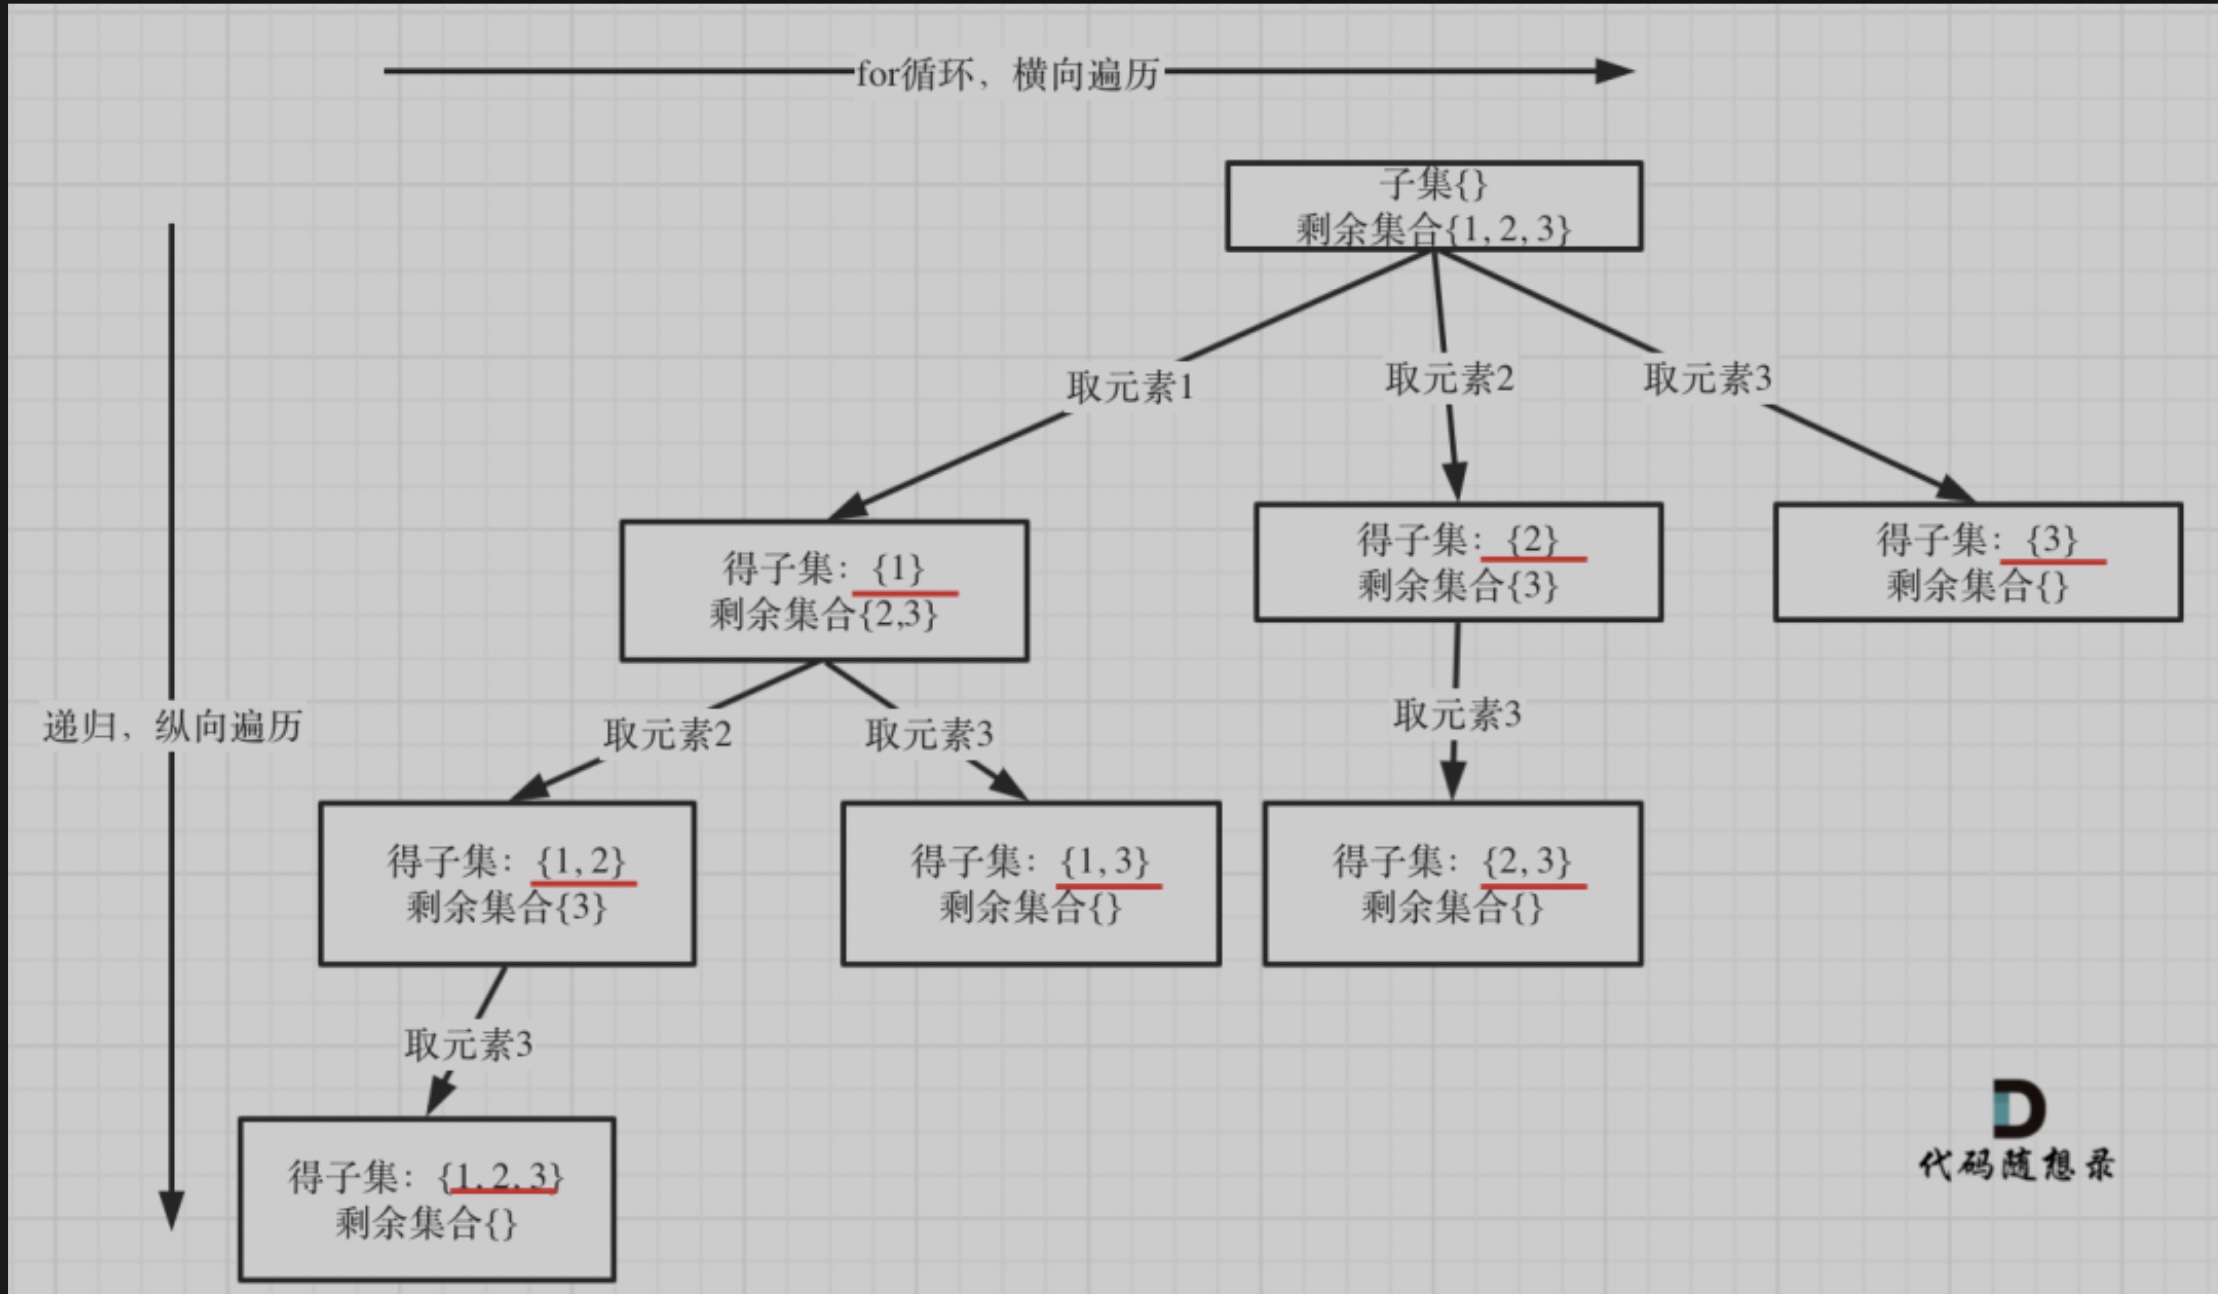 for循环，横向遍历
子集{}
剩余集合{1, 2, 3}
取元素1
取元素2
取元素3
得子集：{1}
剩余集合{2,3}
得子集：{2}
剩余集合{3}
得子集：{3}
剩余集合{}
递归，纵向遍历
取元素2
取元素3
取元素3
得子集：{1, 2}
剩余集合{3}
得子集：{1, 3}
剩余集合{}
得子集：{2, 3}
剩余集合{}
取元素3
得子集：{1, 2, 3}
剩余集合{}
代码随想录